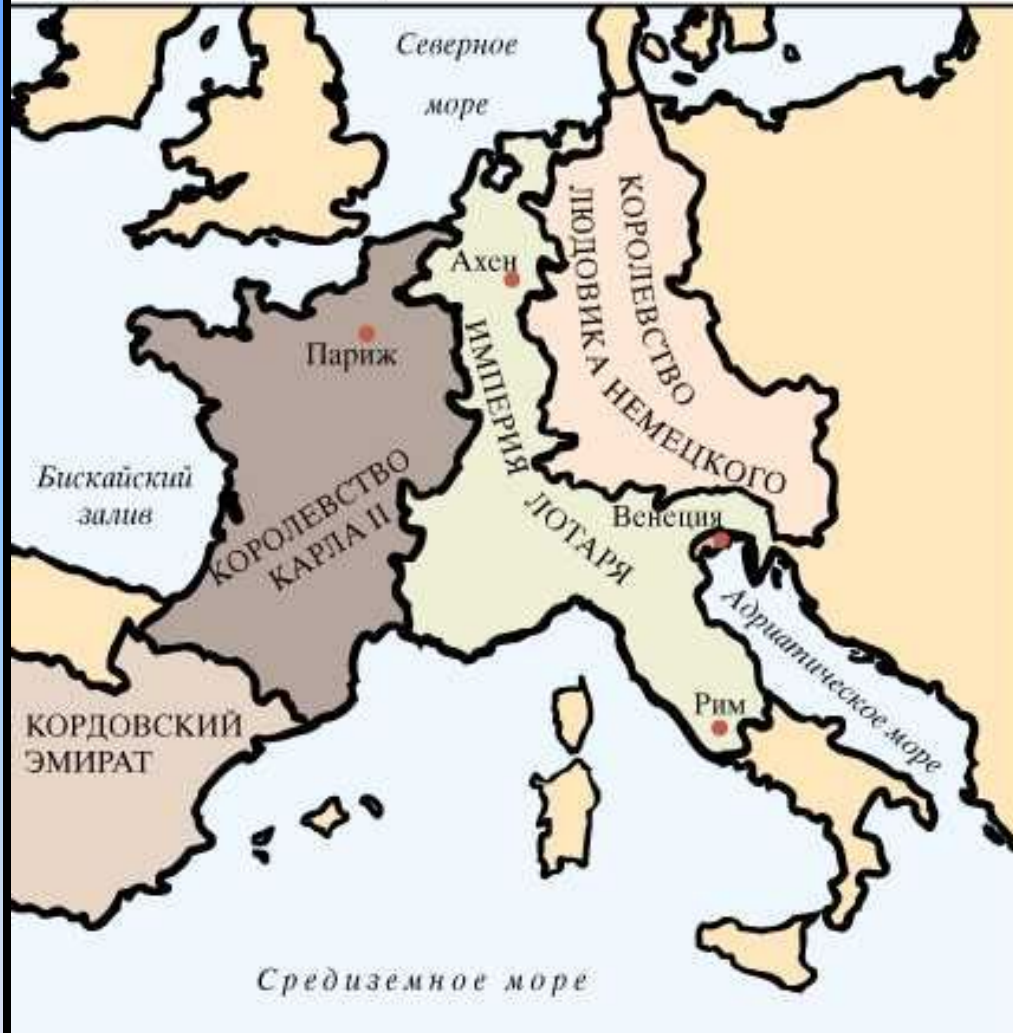 Северное
море
КОРОЛЕВСТВО
ЛЮДОВИКА НЕМЕЦКОГО
Ахен
Париж
ИМПЕРИЯ
ЛОТАРЯ
Бискайский
залив
КОРОЛЕВСТВО
КАРЛА II
Венеция
Адриатическое море
Рим
КОРДОВСКИЙ
ЭМИРАТ
Средиземное море